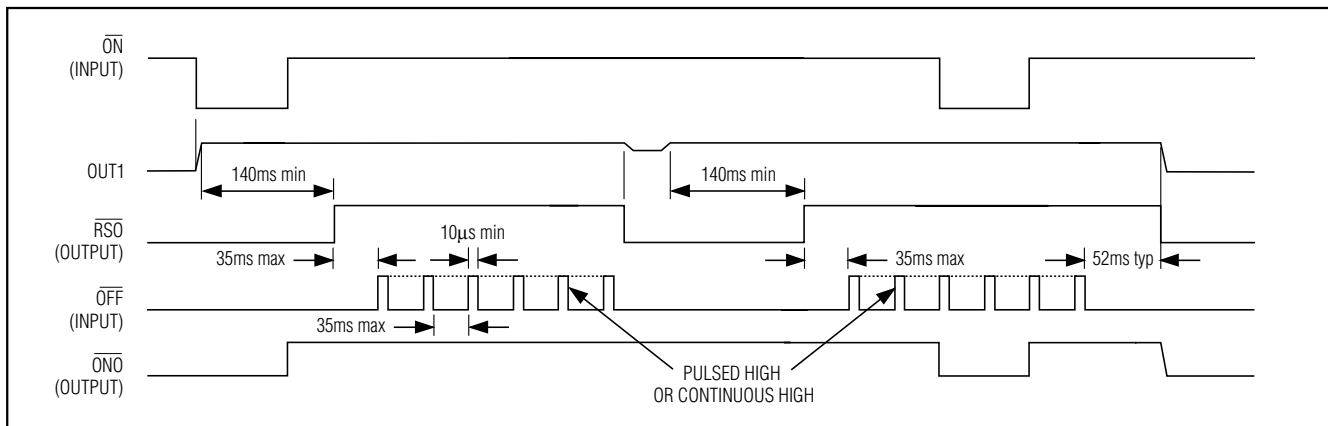 ON
(INPUT)
OUT1
140ms min
140ms min
RSO
(OUTPUT)
10µs min
35ms max
35ms max
52ms typ
OFF
(INPUT)
35ms max
ONO
(OUTPUT)
PULSED HIGH
OR CONTINUOUS HIGH